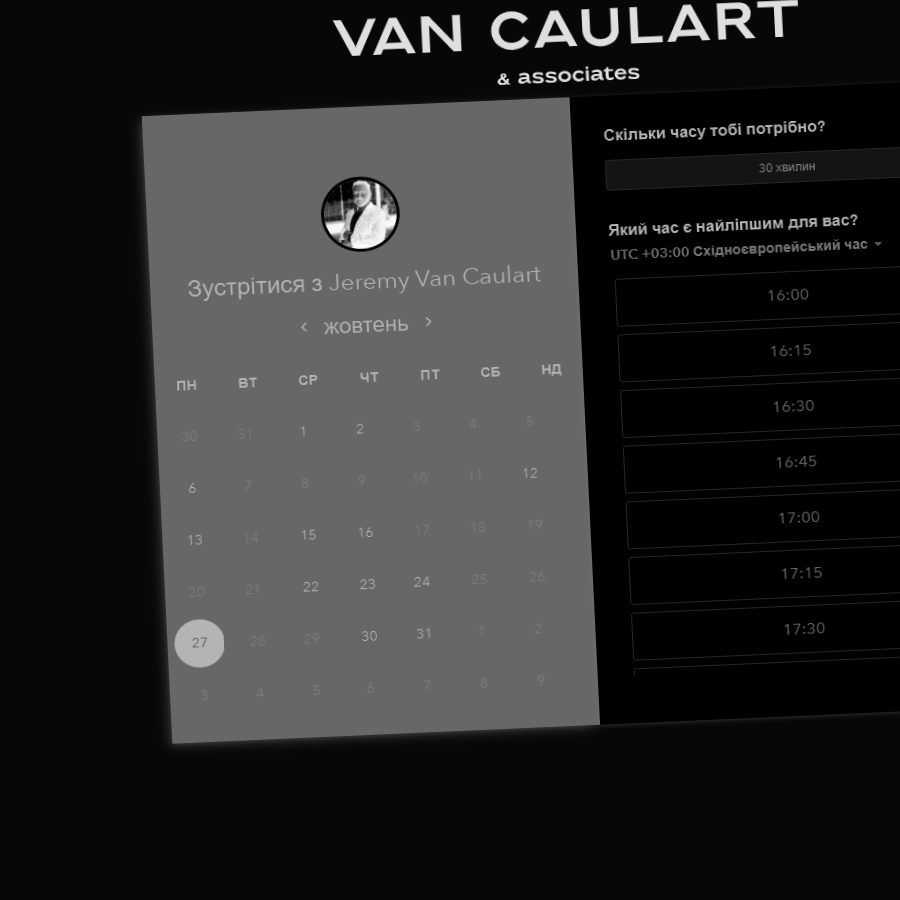 VAN CAULART
& associates
Зустрітися з Jeremy Van Caulart
‹ жовтень ›
ПН ВТ СР ЧТ ПТ СБ НД
30 31 1 2 3 4 5
6 7 8 9 10 11 12
13 14 15 16 17 18 19
20 21 22 23 24 25 26
27 28 29 30 31 1 2
3 4 5 6 7 8 9
Скільки часу тобі потрібно?
30 хвилин
Який час є найліпшим для вас?
UTC +03:00 Східноєвропейський час
16:00
16:15
16:30
16:45
17:00
17:15
17:30